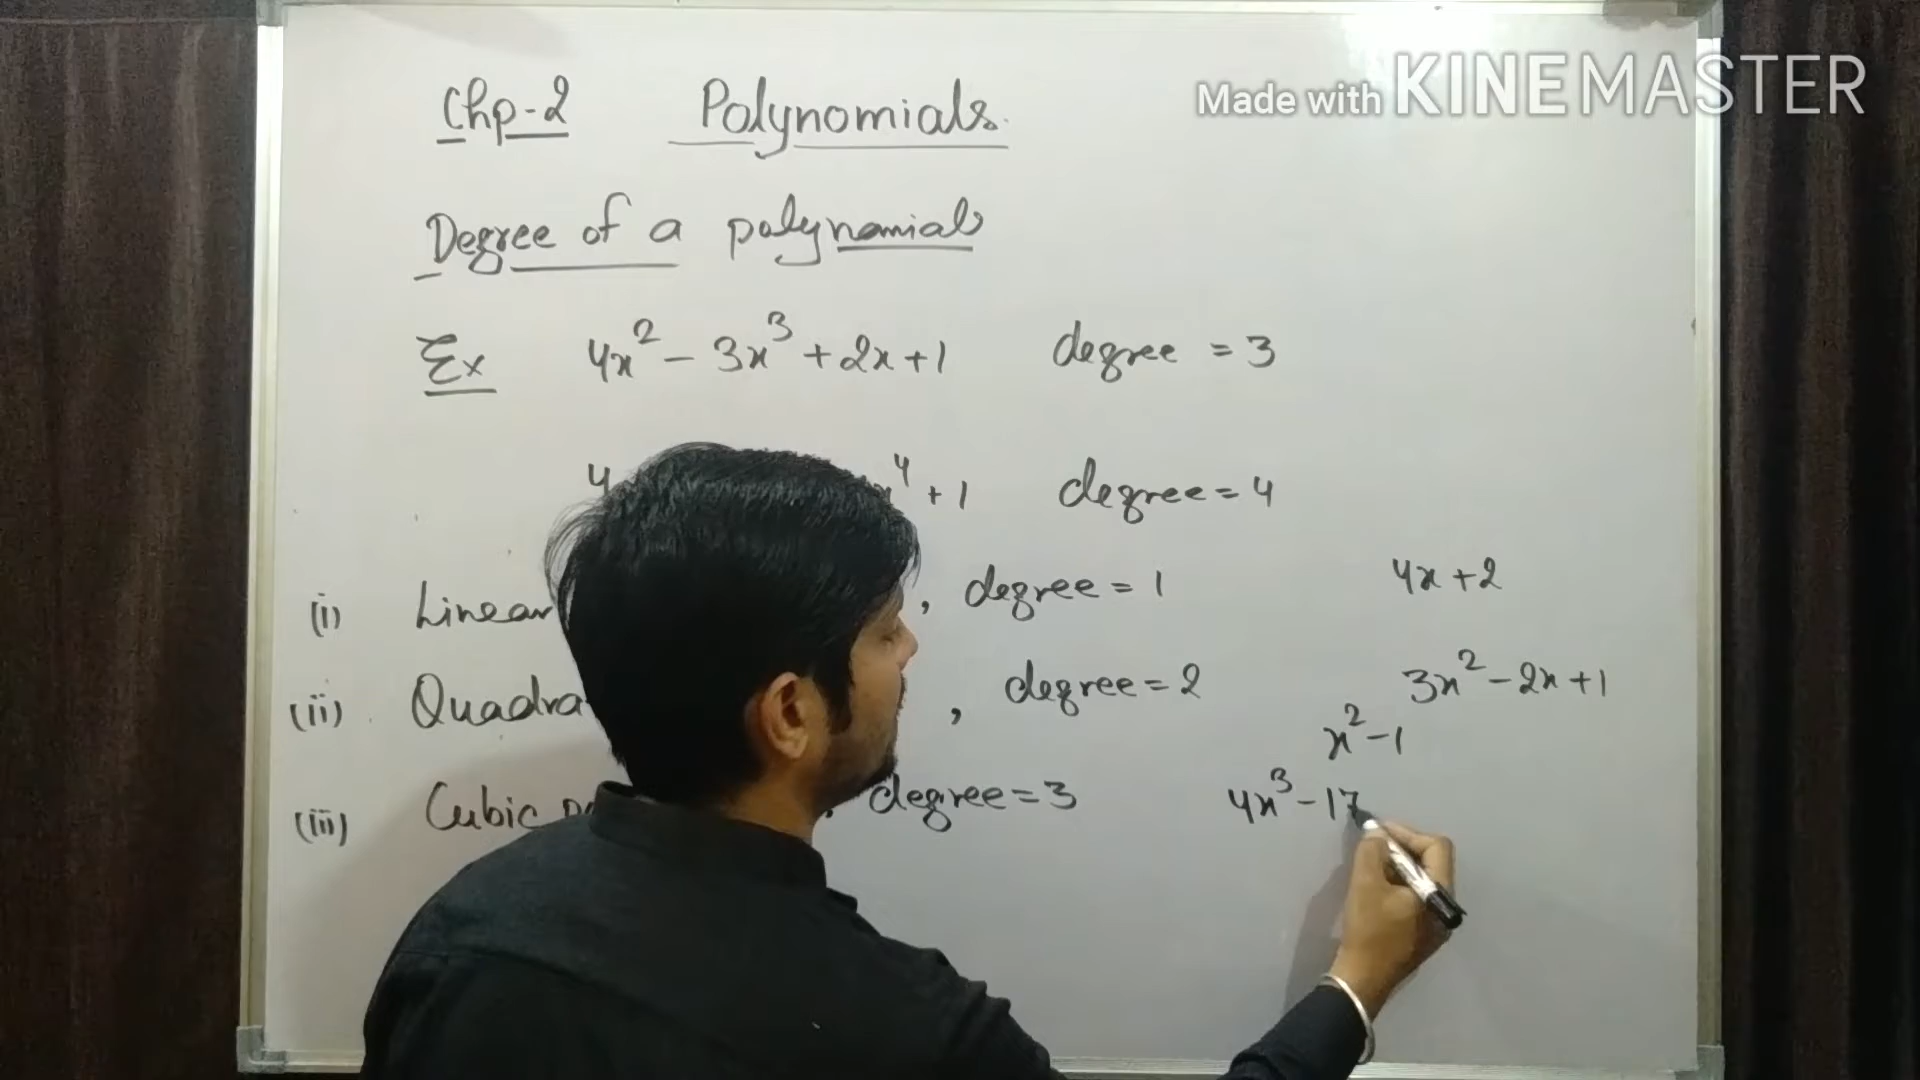 Made with KINEMASTER
Chp-2 Polynomials.
Degree of a polynomials
Ex 4x² - 3x³ + 2x + 1 degree = 3
4 x⁴ + 1 degree = 4
(i) Linear , degree = 1 4x + 2
(ii) Quadra , degree = 2 3x² - 2x + 1
x² - 1
(iii) Cubic , degree = 3 4x³ - 17